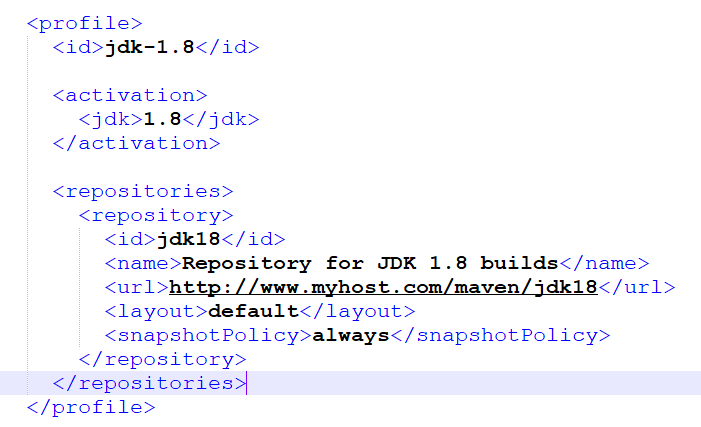 <profile>
<id>jdk-1.8</id>
<activation>
<jdk>1.8</jdk>
</activation>
<repositories>
<repository>
<id>jdk18</id>
<name>Repository for JDK 1.8 builds</name>
<url>http://www.myhost.com/maven/jdk18</url>
<layout>default</layout>
<snapshotPolicy>always</snapshotPolicy>
</repository>
</repositories>
</profile>